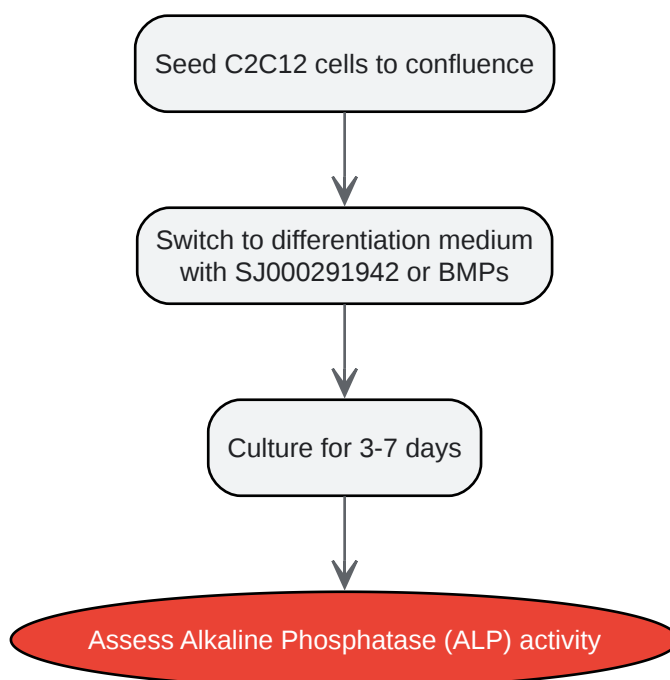 Seed C2C12 cells to confluence
Switch to differentiation medium
with SJ000291942 or BMPs
Culture for 3-7 days
Assess Alkaline Phosphatase (ALP) activity